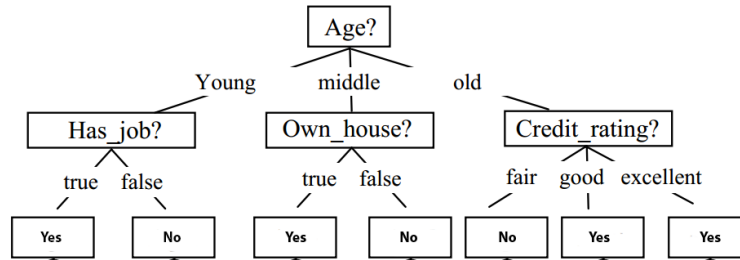 Age?
Young middle old
Has_job? Own_house? Credit_rating?
true false true false fair good excellent
Yes No Yes No No Yes Yes